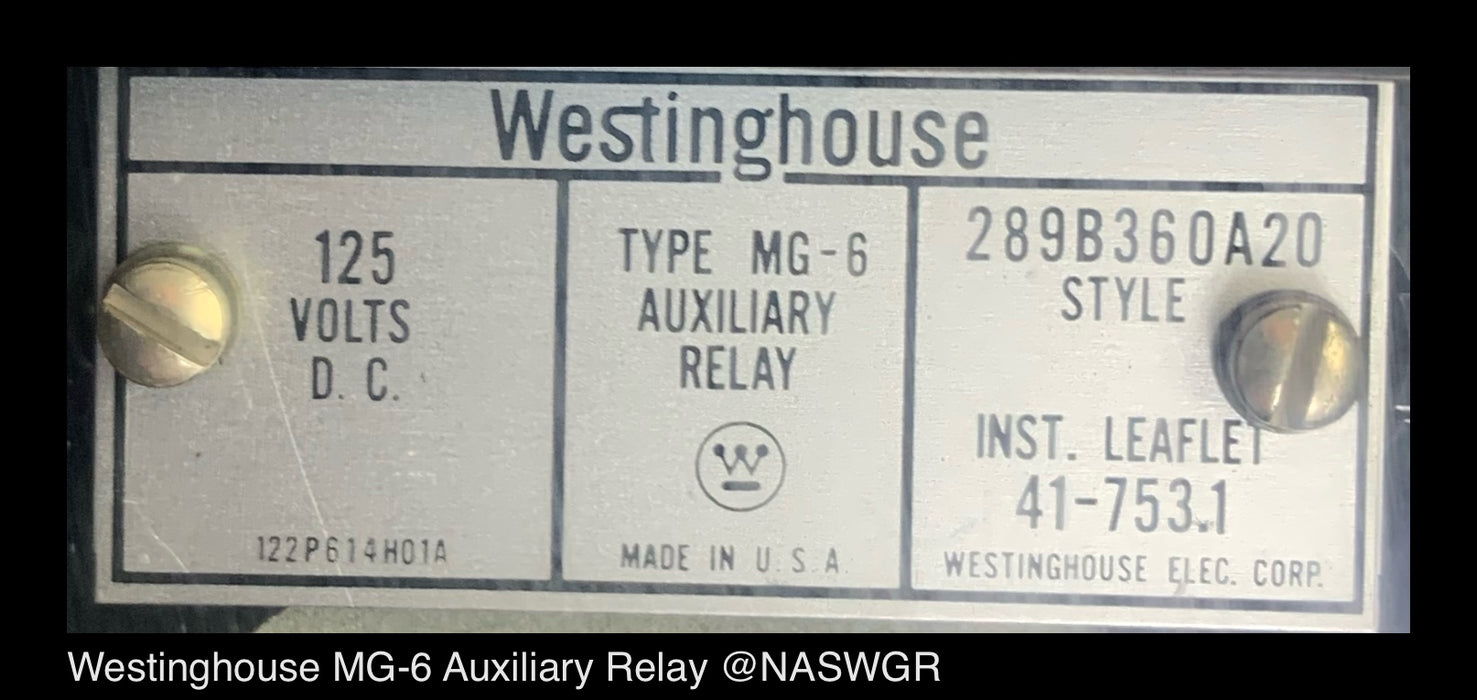 Westinghouse
125
VOLTS
D. C.
122P614H01A
TYPE MG-6
AUXILIARY
RELAY
W
MADE IN U.S.A.
289B360A20
STYLE
INST. LEAFLET
41-753.1
WESTINGHOUSE ELEC. CORP.
Westinghouse MG-6 Auxiliary Relay @NASWGR